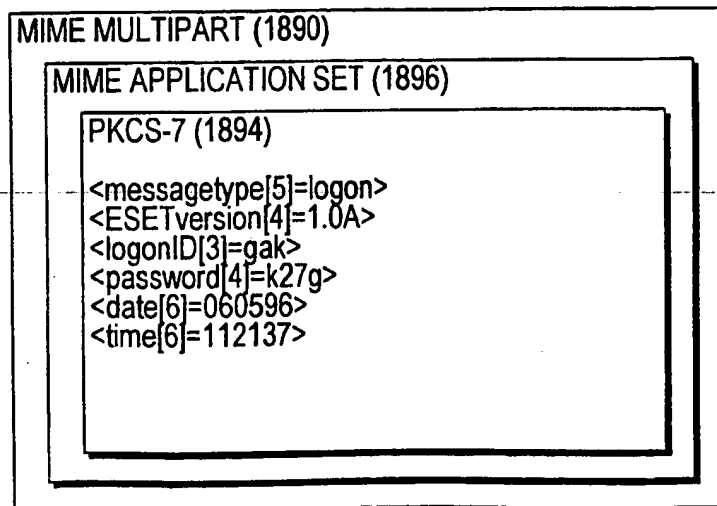 MIME MULTIPART (1890)
MIME APPLICATION SET (1896)
PKCS-7 (1894)
<messagetype[5]=logon>
<ESETversion[4]=1.0A>
<logonID[3]=gak>
<password[4]=k27g>
<date[6]=060596>
<time[6]=112137>